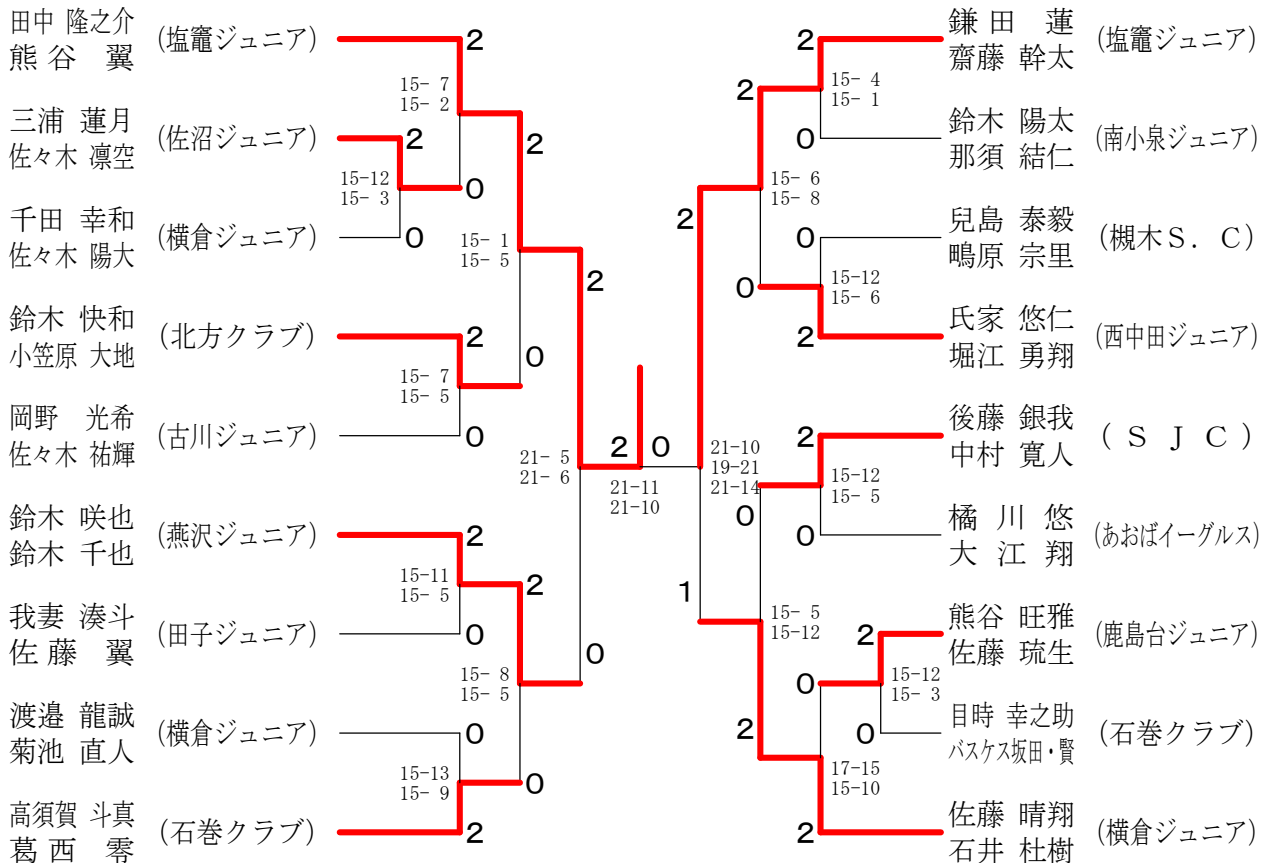 田中 隆之介
熊谷 翼
(塩竈ジュニア)
2
15- 7
15- 2
三浦 蓮月
佐々木 凛空
(佐沼ジュニア)
2
15-12
15- 3
0
2
千田 幸和
佐々木 陽大
(横倉ジュニア)
0
15- 1
15- 5
2
鈴木 快和
小笠原 大地
(北方クラブ)
2
15- 7
15- 5
0
岡野 光希
佐々木 祐輝
(古川ジュニア)
0
21- 5
21- 6
2
0
21-11
21-10
鈴木 咲也
鈴木 千也
(燕沢ジュニア)
2
15-11
15- 5
2
我妻 湊斗
佐藤 翼
(田子ジュニア)
0
15- 8
15- 5
0
渡邉 龍誠
菊池 直人
(横倉ジュニア)
0
15-13
15- 9
0
高須賀 斗真
葛西 零
(石巻クラブ)
2
鎌田 蓮
齋藤 幹太
(塩竈ジュニア)
2
15- 4
15- 1
2
鈴木 陽太
那須 結仁
(南小泉ジュニア)
0
15- 6
15- 8
2
兒島 泰毅
鴫原 宗里
(槻木S.C)
0
15-12
15- 6
0
氏家 悠仁
堀江 勇翔
(西中田ジュニア)
2
後藤 銀我
中村 寛人
(SJC)
2
21-10
19-21
21-14
15-12
15- 5
0
橘川 悠
大江 翔
(あおばイーグルス)
0
1
15- 5
15-12
熊谷 旺雅
佐藤 琉生
(鹿島台ジュニア)
2
15-12
15- 3
0
目時 幸之助
バスケス坂田・賢
(石巻クラブ)
0
2
17-15
15-10
佐藤 晴翔
石井 杜樹
(横倉ジュニア)
2